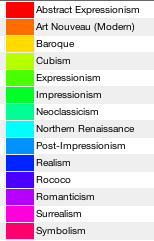 Abstract Expressionism
Art Nouveau (Modern)
Baroque
Cubism
Expressionism
Impressionism
Neoclassicism
Northern Renaissance
Post-Impressionism
Realism
Rococo
Romanticism
Surrealism
Symbolism